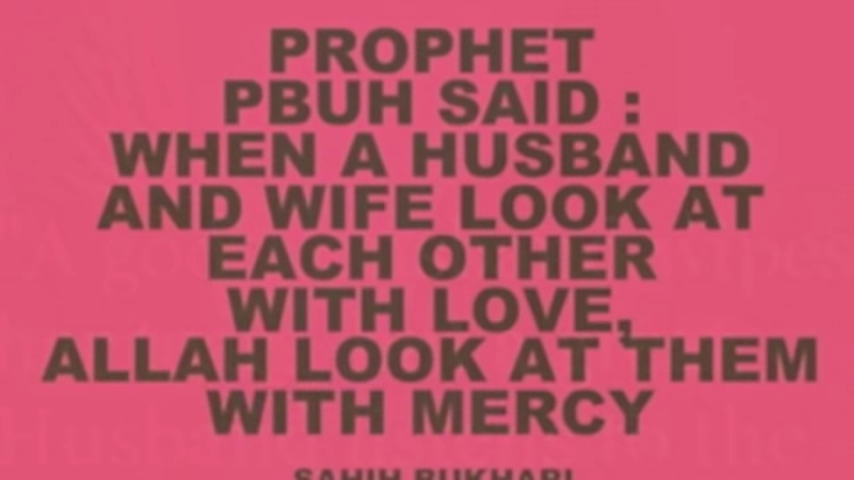 PROPHET
PBUH SAID :
WHEN A HUSBAND
AND WIFE LOOK AT
EACH OTHER
WITH LOVE,
ALLAH LOOK AT THEM
WITH MERCY
SAHIH BUKHARI